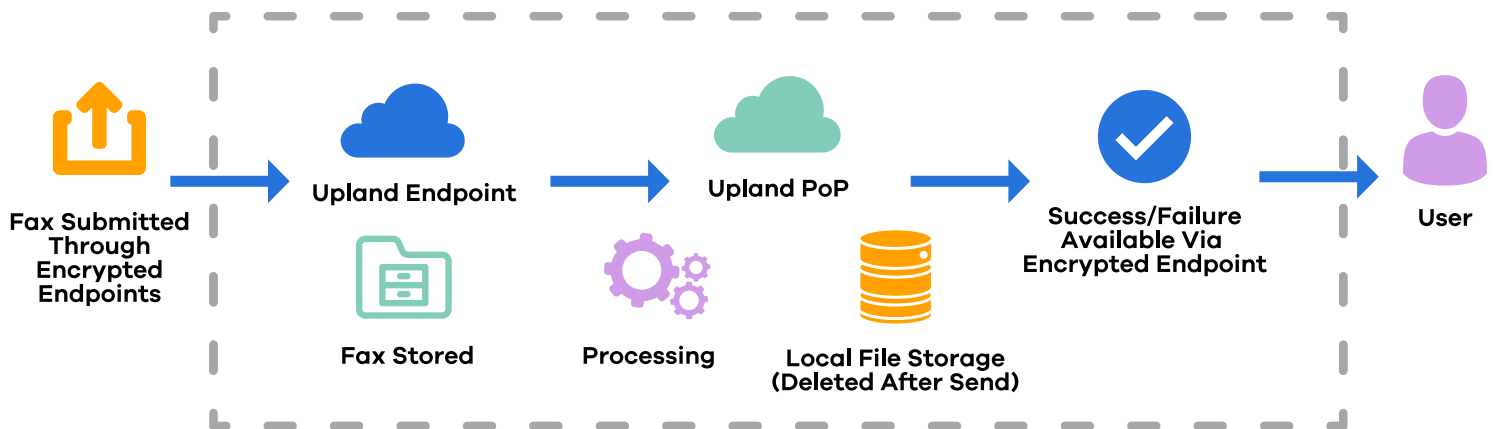 Fax Submitted
Through
Encrypted
Endpoints
Upland Endpoint
Fax Stored
Processing
Upland PoP
Local File Storage
(Deleted After Send)
Success/Failure
Available Via
Encrypted Endpoint
User